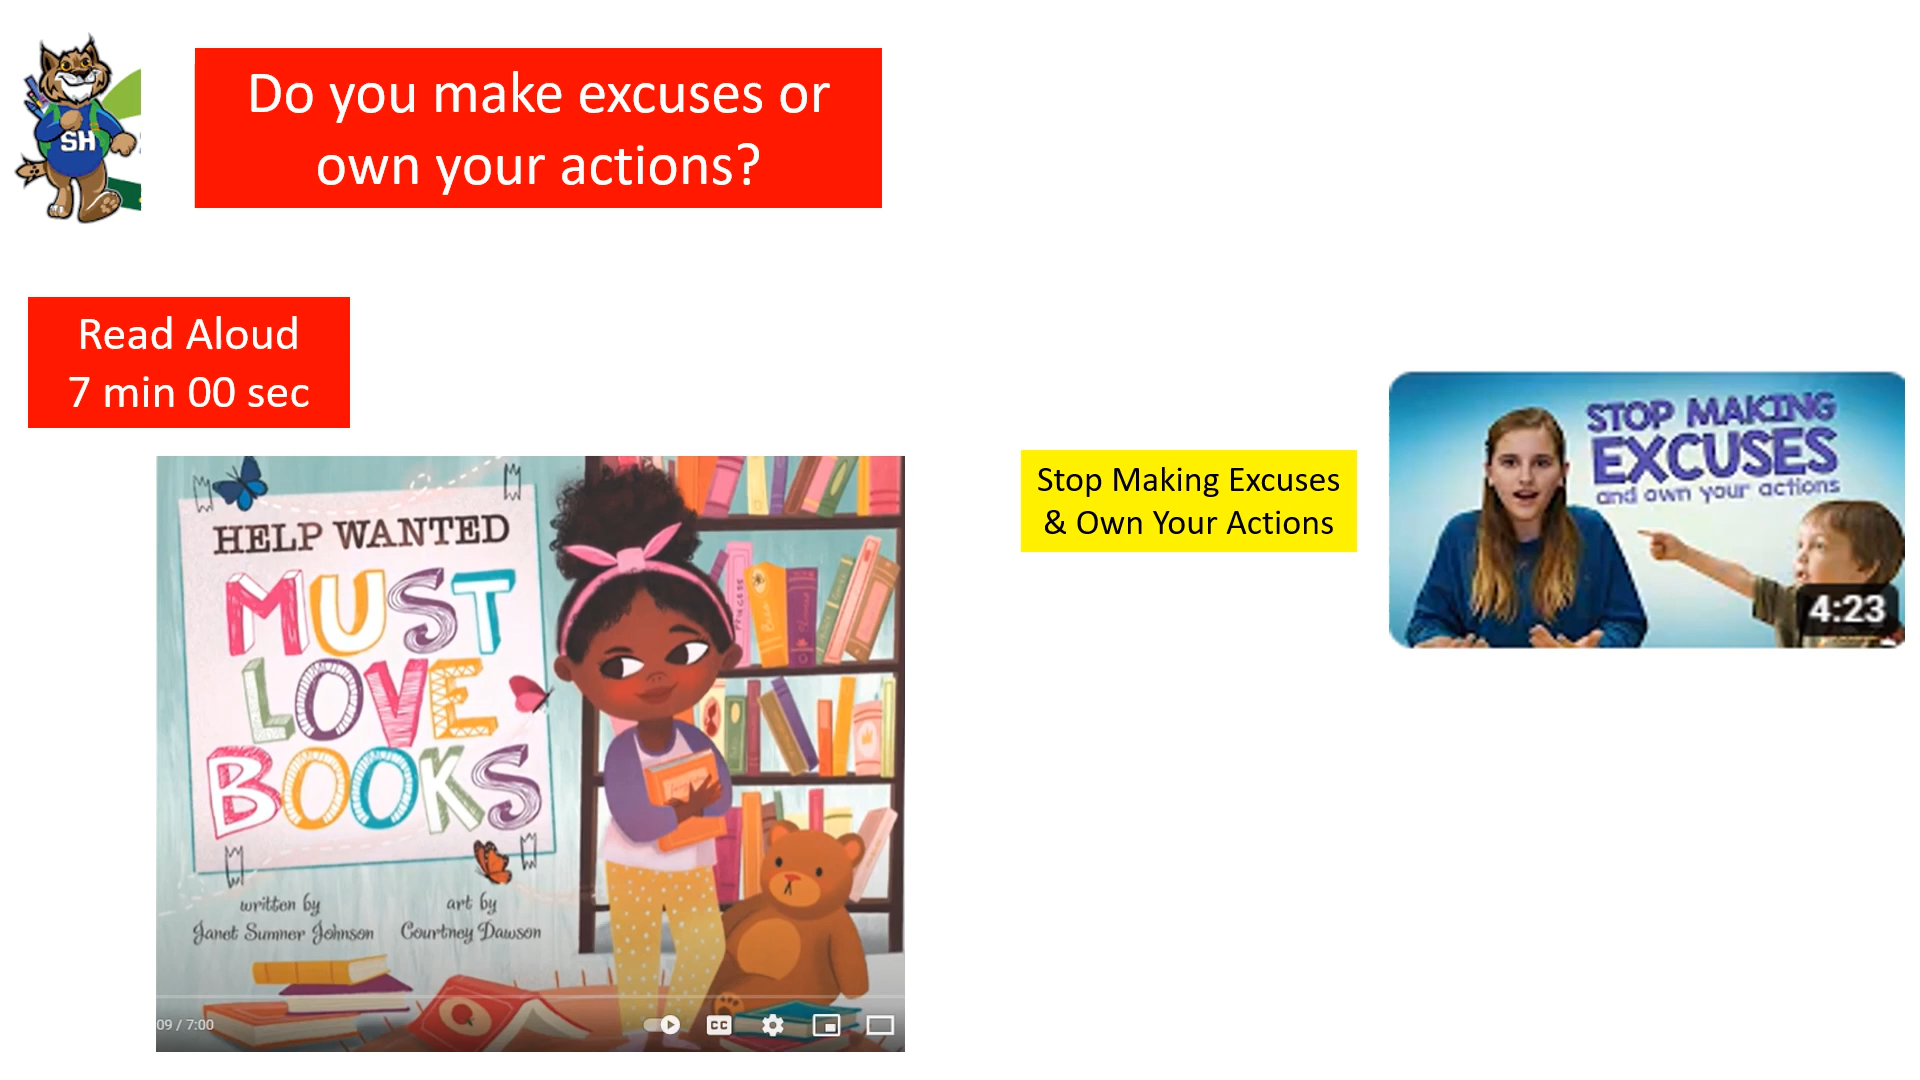 SH
Do you make excuses or
own your actions?
Read Aloud
7 min 00 sec
HELP WANTED
MUST
LOVE
BOOKS
written by
Janet Sumner Johnson
art by
Courtney Dawson
PRINCESS
09 / 7:00
CC
Stop Making Excuses
& Own Your Actions
STOP MAKING
EXCUSES
and own your actions
4:23